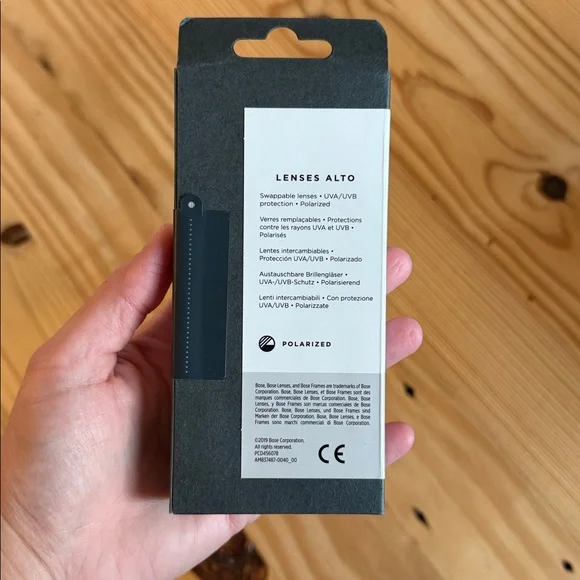 LENSES ALTO
Swappable lenses • UVA/UVB
protection • Polarized
Verres remplaçables • Protections
contre les rayons UVA et UVB •
Polarisés
Lentes intercambiables •
Protección UVA/UVB • Polarizado
Austauschbare Brillengläser •
UVA-/UVB-Schutz • Polarisierend
Lenti intercambiabili • Con protezione
UVA/UVB • Polarizzate
POLARIZED
Bose, Bose Lenses, and Bose Frames are trademarks of Bose
Corporation. Bose, Bose Lenses, et Bose Frames sont des
marques commerciales de Bose Corporation. Bose, Bose
Lenses, y Bose Frames son marcas comerciales de Bose
Corporation. Bose, Bose Lenses, und Bose Frames sind
Marken der Bose Corporation. Bose, Bose Lenses, e Bose
Frames sono marchi commerciali di Bose Corporation.
©2019 Bose Corporation.
All rights reserved.
PCD456078
AM837487-0040_00
CE